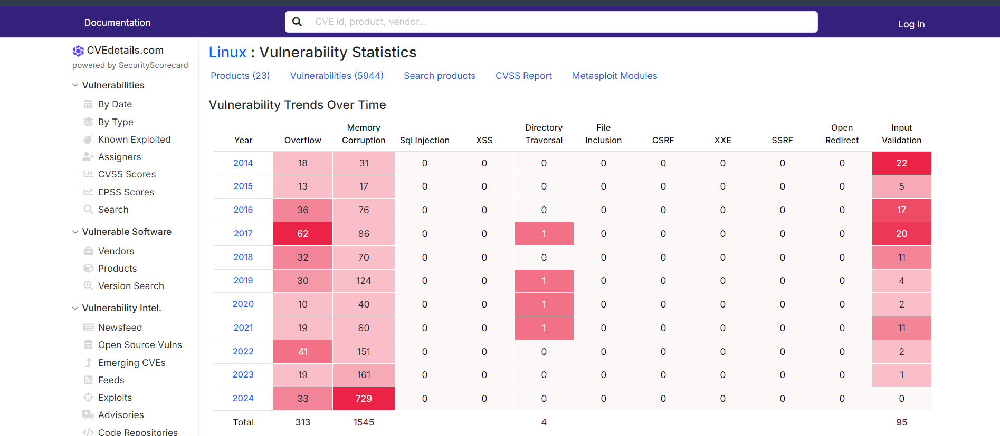 Documentation
CVE id, product, vendor...
Log in
CVEdetails.com
powered by SecurityScorecard
Vulnerabilities
By Date
By Type
Known Exploited
Assigners
CVSS Scores
EPSS Scores
Search
Vulnerable Software
Vendors
Products
Version Search
Vulnerability Intel.
Newsfeed
Open Source Vulns
Emerging CVEs
Feeds
Exploits
Advisories
Code Repositories
Linux : Vulnerability Statistics
Products (23) Vulnerabilities (5944) Search products CVSS Report Metasploit Modules
Vulnerability Trends Over Time
Year Overflow Memory Corruption Sql Injection XSS Directory Traversal File Inclusion CSRF XXE SSRF Open Redirect Input Validation
2014 18 31 0 0 0 0 0 0 0 0 22
2015 13 17 0 0 0 0 0 0 0 0 5
2016 36 76 0 0 0 0 0 0 0 0 17
2017 62 86 0 0 1 0 0 0 0 0 20
2018 32 70 0 0 0 0 0 0 0 0 11
2019 30 124 0 0 1 0 0 0 0 0 4
2020 10 40 0 0 1 0 0 0 0 0 2
2021 19 60 0 0 1 0 0 0 0 0 11
2022 41 151 0 0 0 0 0 0 0 0 2
2023 19 161 0 0 0 0 0 0 0 0 1
2024 33 729 0 0 0 0 0 0 0 0 0
Total 313 1545 4 95